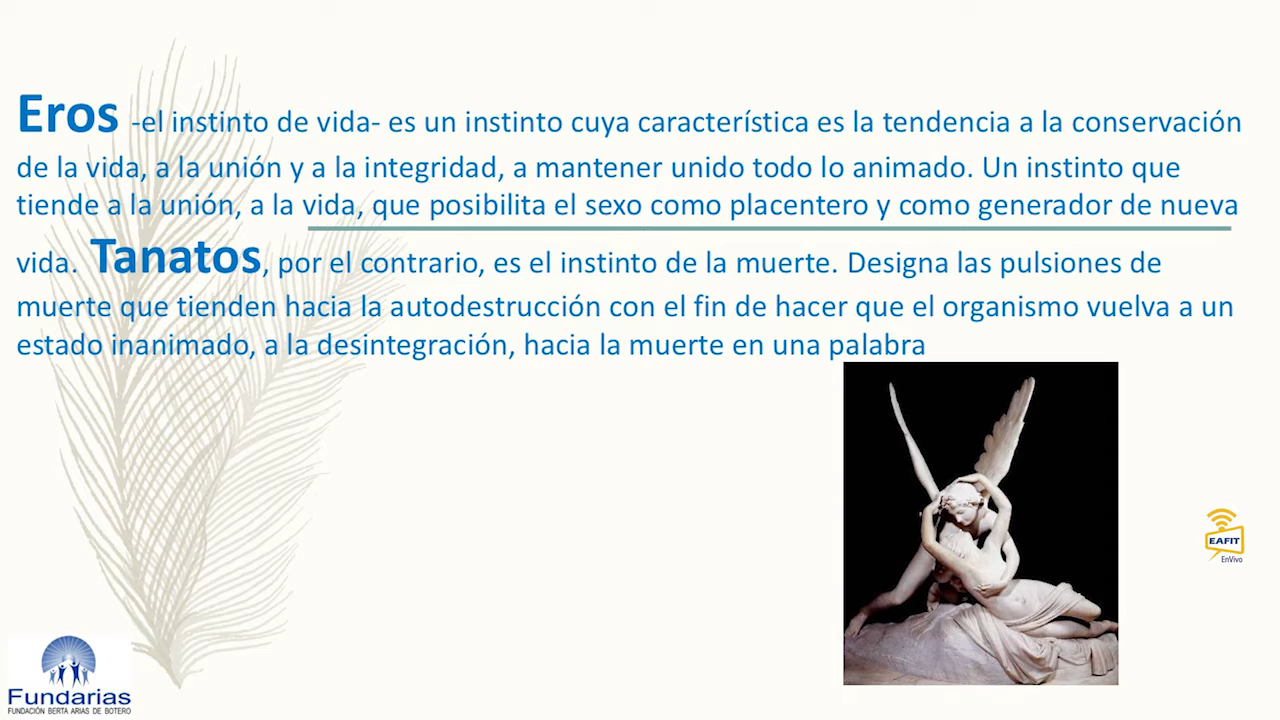 Eros -el instinto de vida- es un instinto cuya característica es la tendencia a la conservación
de la vida, a la unión y a la integridad, a mantener unido todo lo animado. Un instinto que
tiende a la unión, a la vida, que posibilita el sexo como placentero y como generador de nueva
vida. Tanatos, por el contrario, es el instinto de la muerte. Designa las pulsiones de
muerte que tienden hacia la autodestrucción con el fin de hacer que el organismo vuelva a un
estado inanimado, a la desintegración, hacia la muerte en una palabra
EAFIT
EnVivo
Fundarias
FUNDACIÓN BERTA ARIAS DE BOTERO